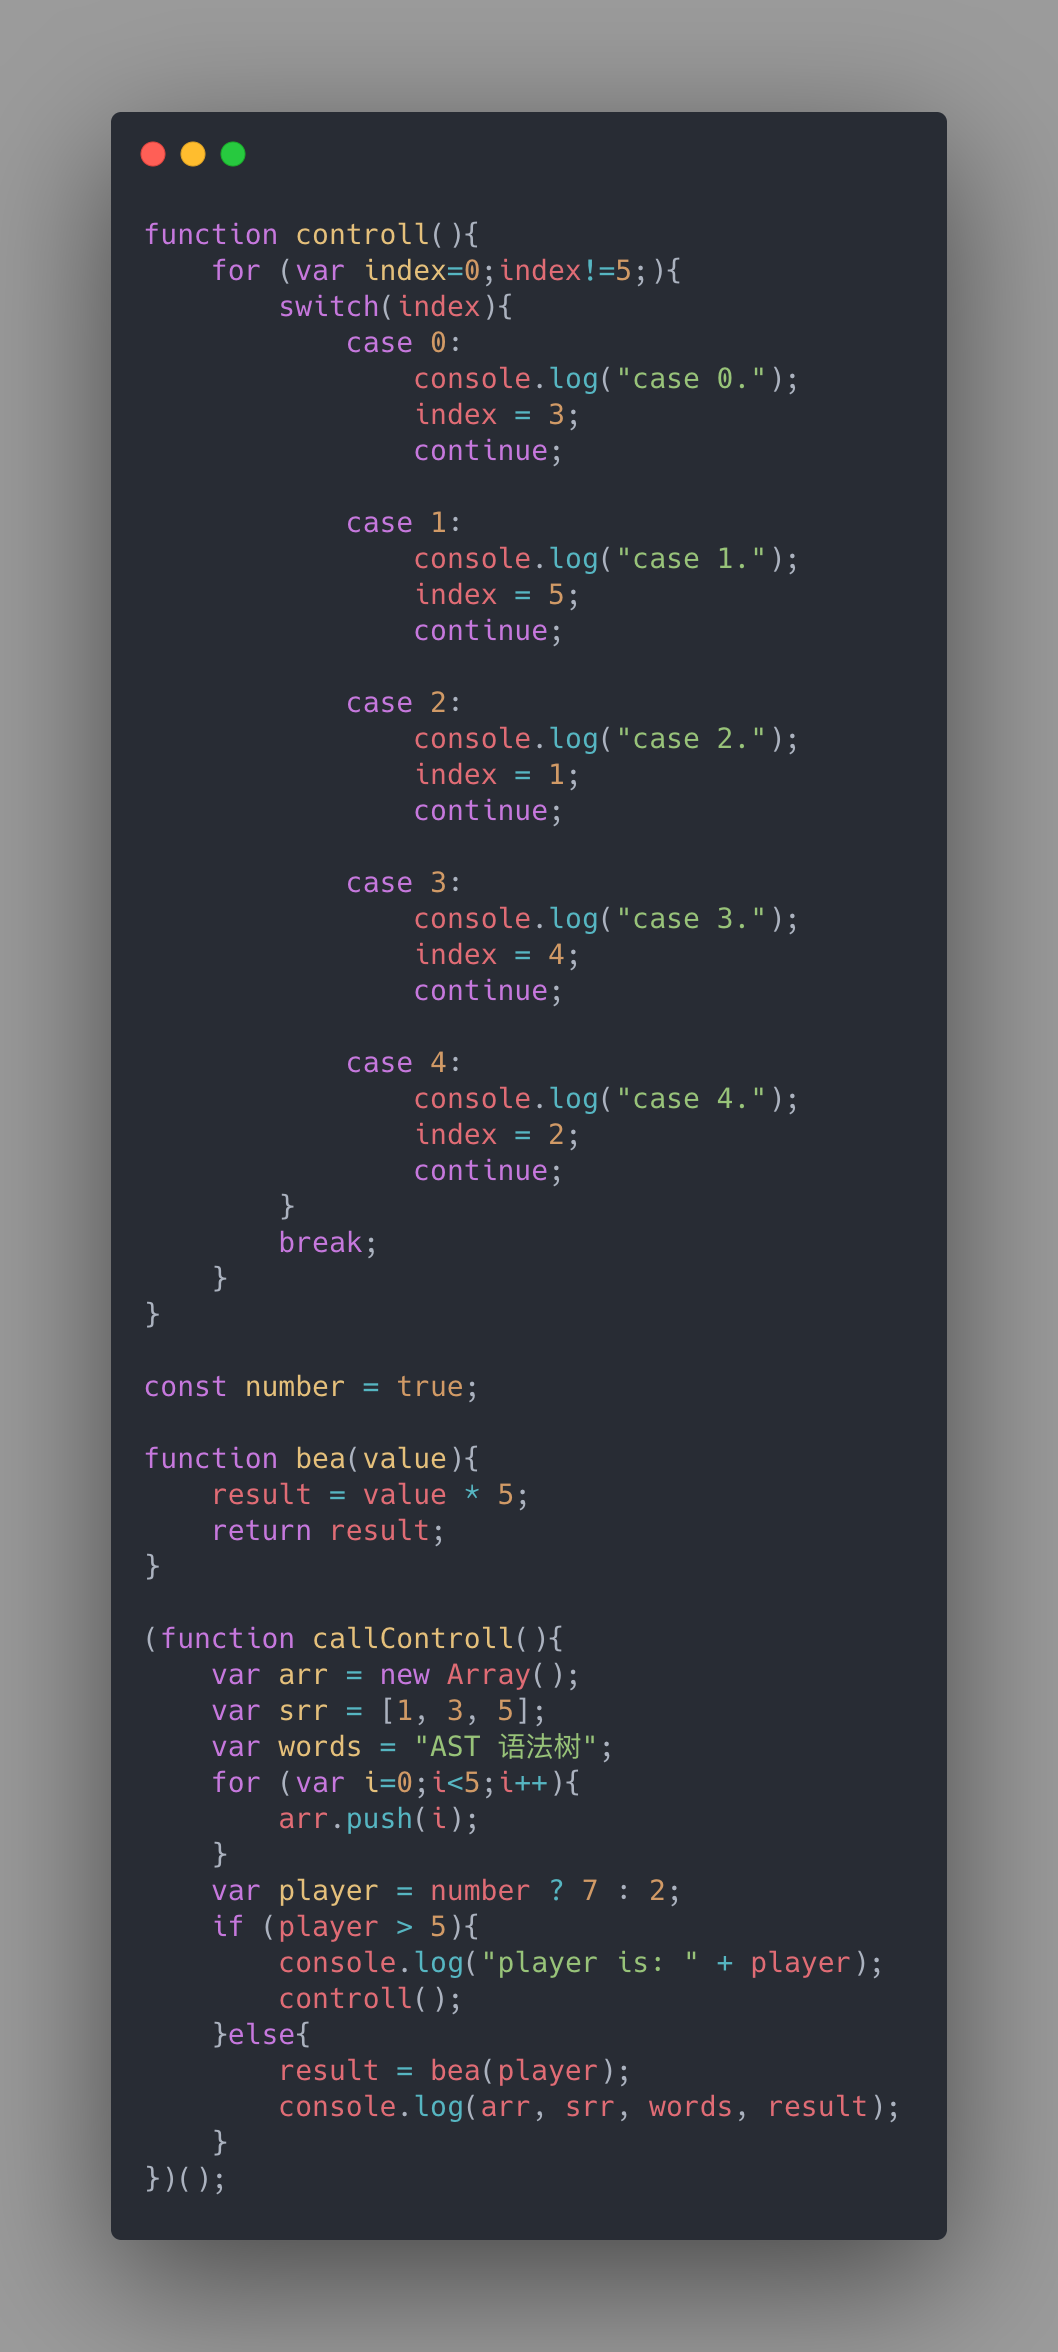 function controll(){
    for (var index=0;index!=5;){
        switch(index){
            case 0:
                console.log("case 0.");
                index = 3;
                continue;

            case 1:
                console.log("case 1.");
                index = 5;
                continue;

            case 2:
                console.log("case 2.");
                index = 1;
                continue;

            case 3:
                console.log("case 3.");
                index = 4;
                continue;

            case 4:
                console.log("case 4.");
                index = 2;
                continue;
        }
        break;
    }
}

const number = true;

function bea(value){
    result = value * 5;
    return result;
}

(function callControll(){
    var arr = new Array();
    var srr = [1, 3, 5];
    var words = "AST 语法树";
    for (var i=0;i<5;i++){
        arr.push(i);
    }
    var player = number ? 7 : 2;
    if (player > 5){
        console.log("player is: " + player);
        controll();
    }else{
        result = bea(player);
        console.log(arr, srr, words, result);
    }
})();